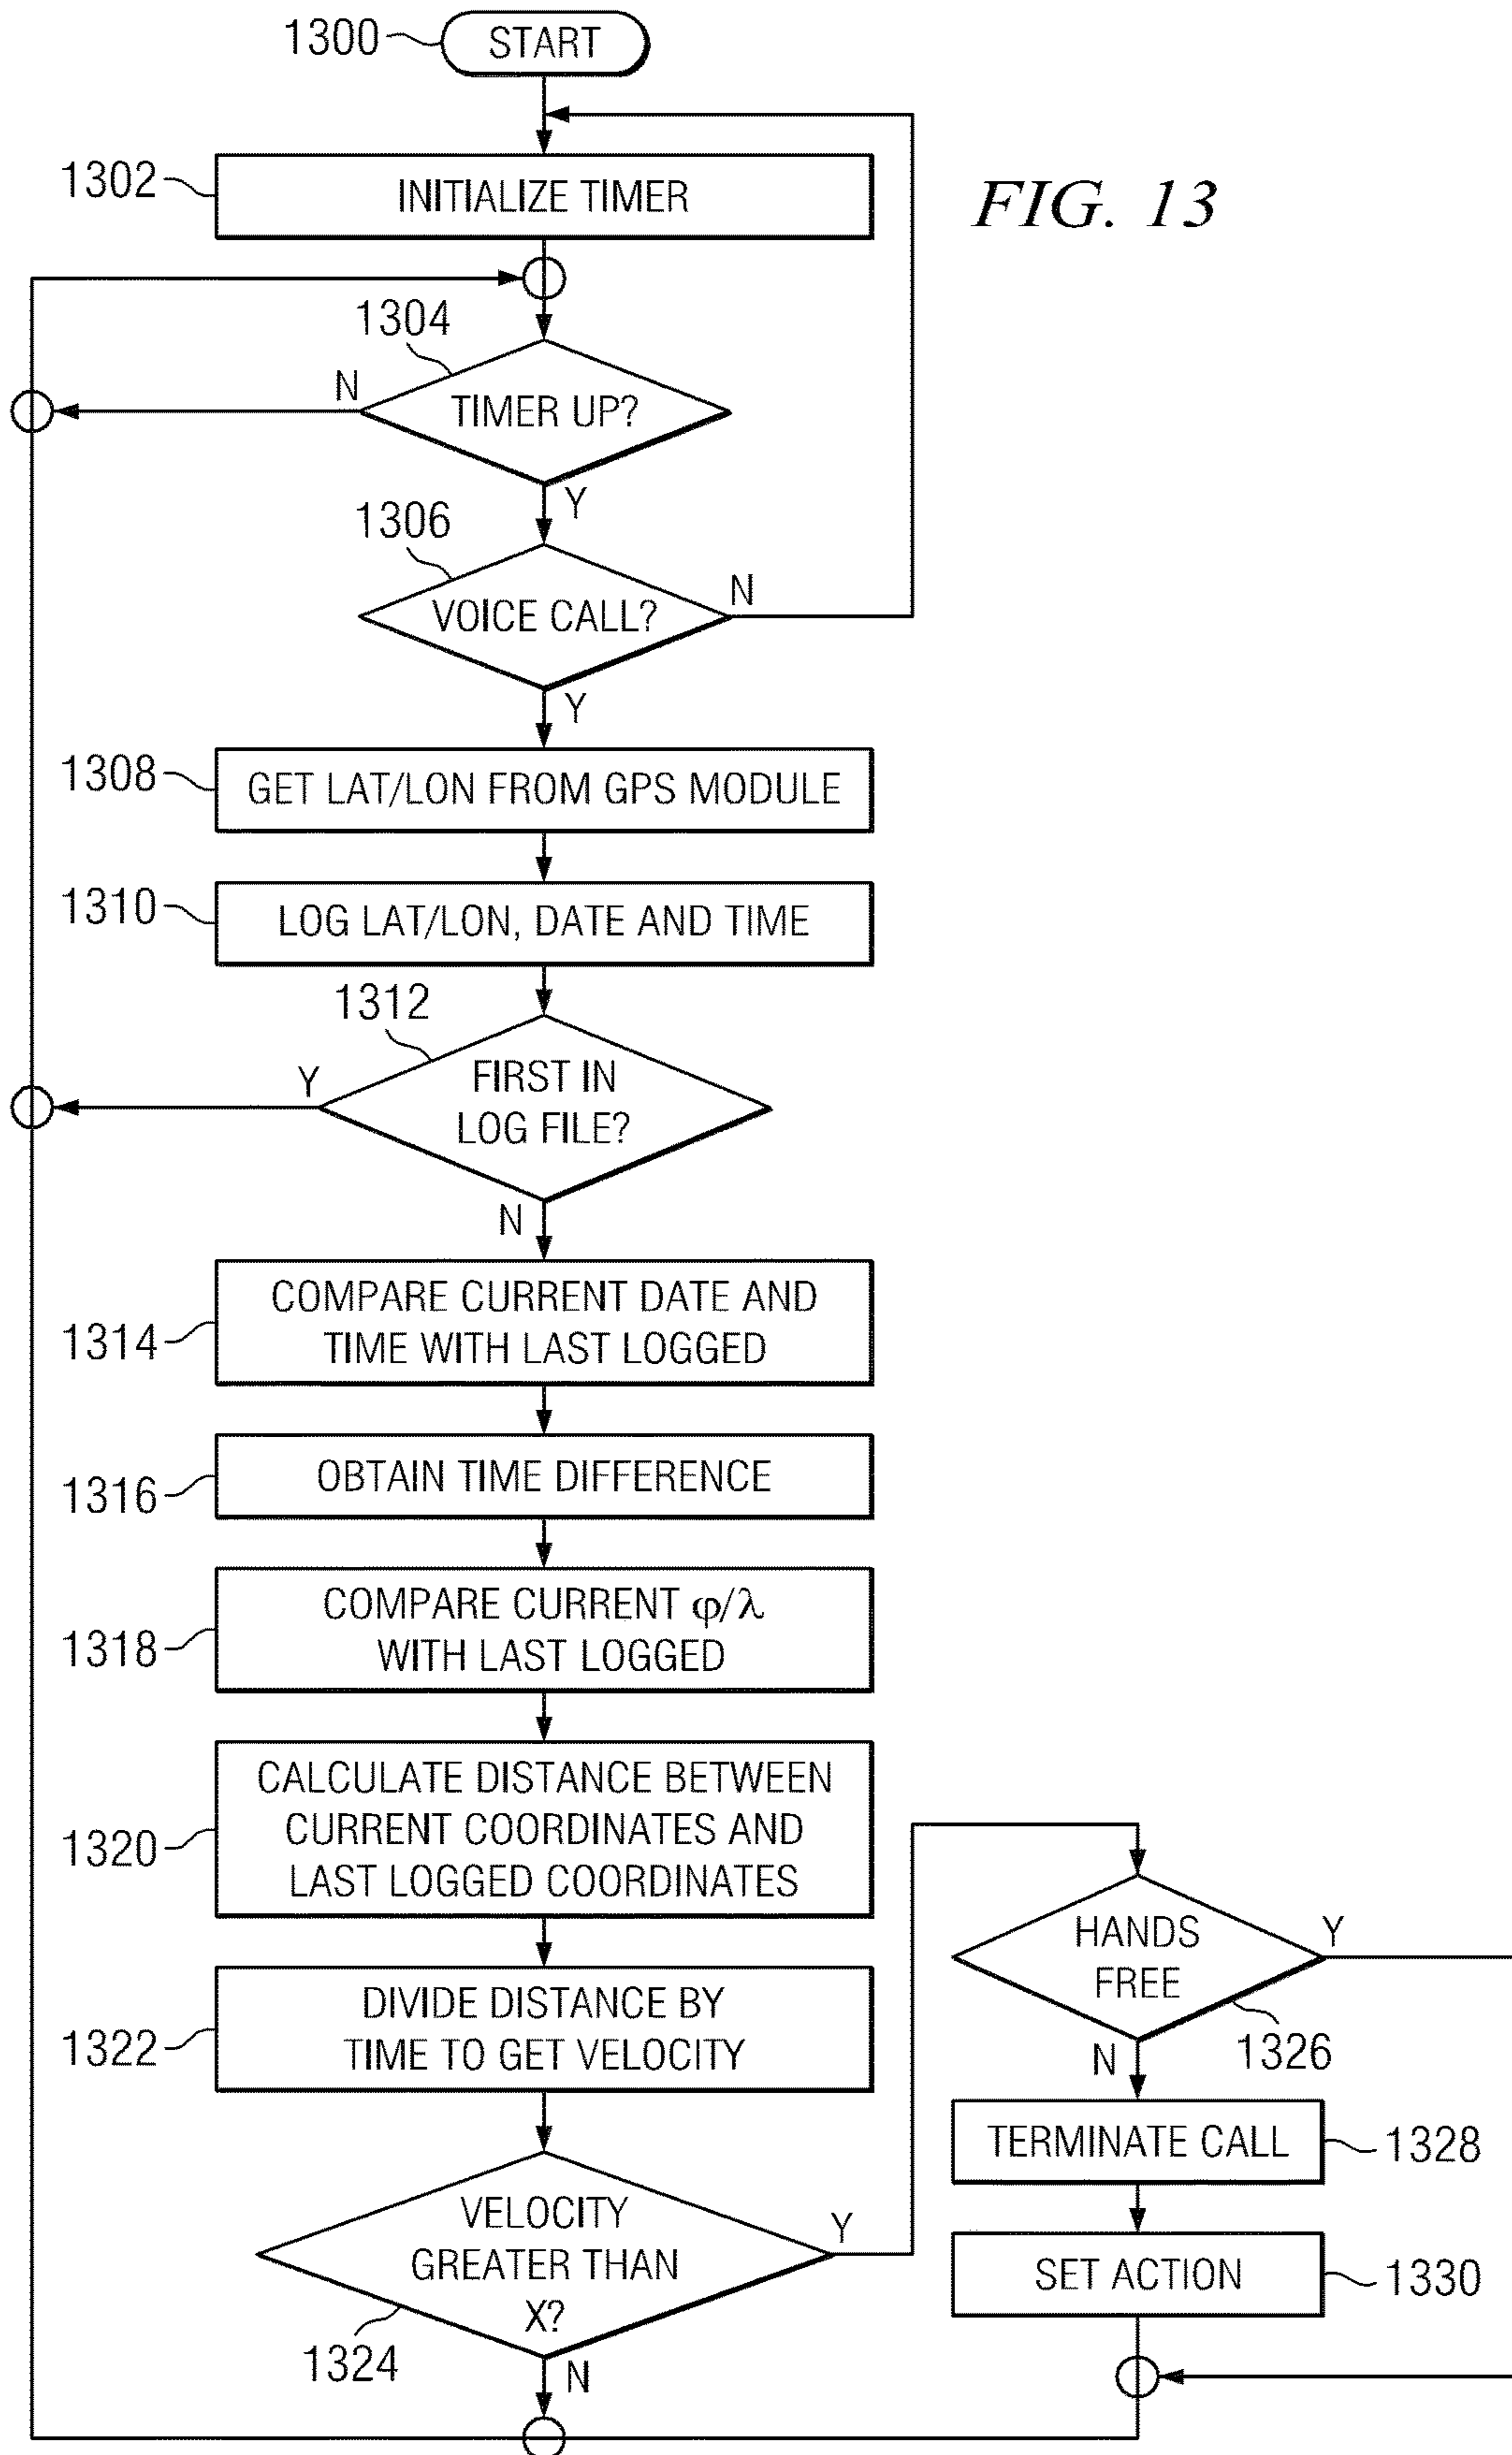 1300
START
1302
INITIALIZE TIMER
FIG. 13
1304
N
TIMER UP?
Y
1306
VOICE CALL?
N
Y
1308
GET LAT/LON FROM GPS MODULE
1310
LOG LAT/LON, DATE AND TIME
1312
Y
FIRST IN
LOG FILE?
N
1314
COMPARE CURRENT DATE AND
TIME WITH LAST LOGGED
1316
OBTAIN TIME DIFFERENCE
1318
COMPARE CURRENT φ/λ
WITH LAST LOGGED
1320
CALCULATE DISTANCE BETWEEN
CURRENT COORDINATES AND
LAST LOGGED COORDINATES
1322
DIVIDE DISTANCE BY
TIME TO GET VELOCITY
VELOCITY
GREATER THAN
X?
1324
Y
N
HANDS
FREE
Y
1326
N
TERMINATE CALL
1328
SET ACTION
1330